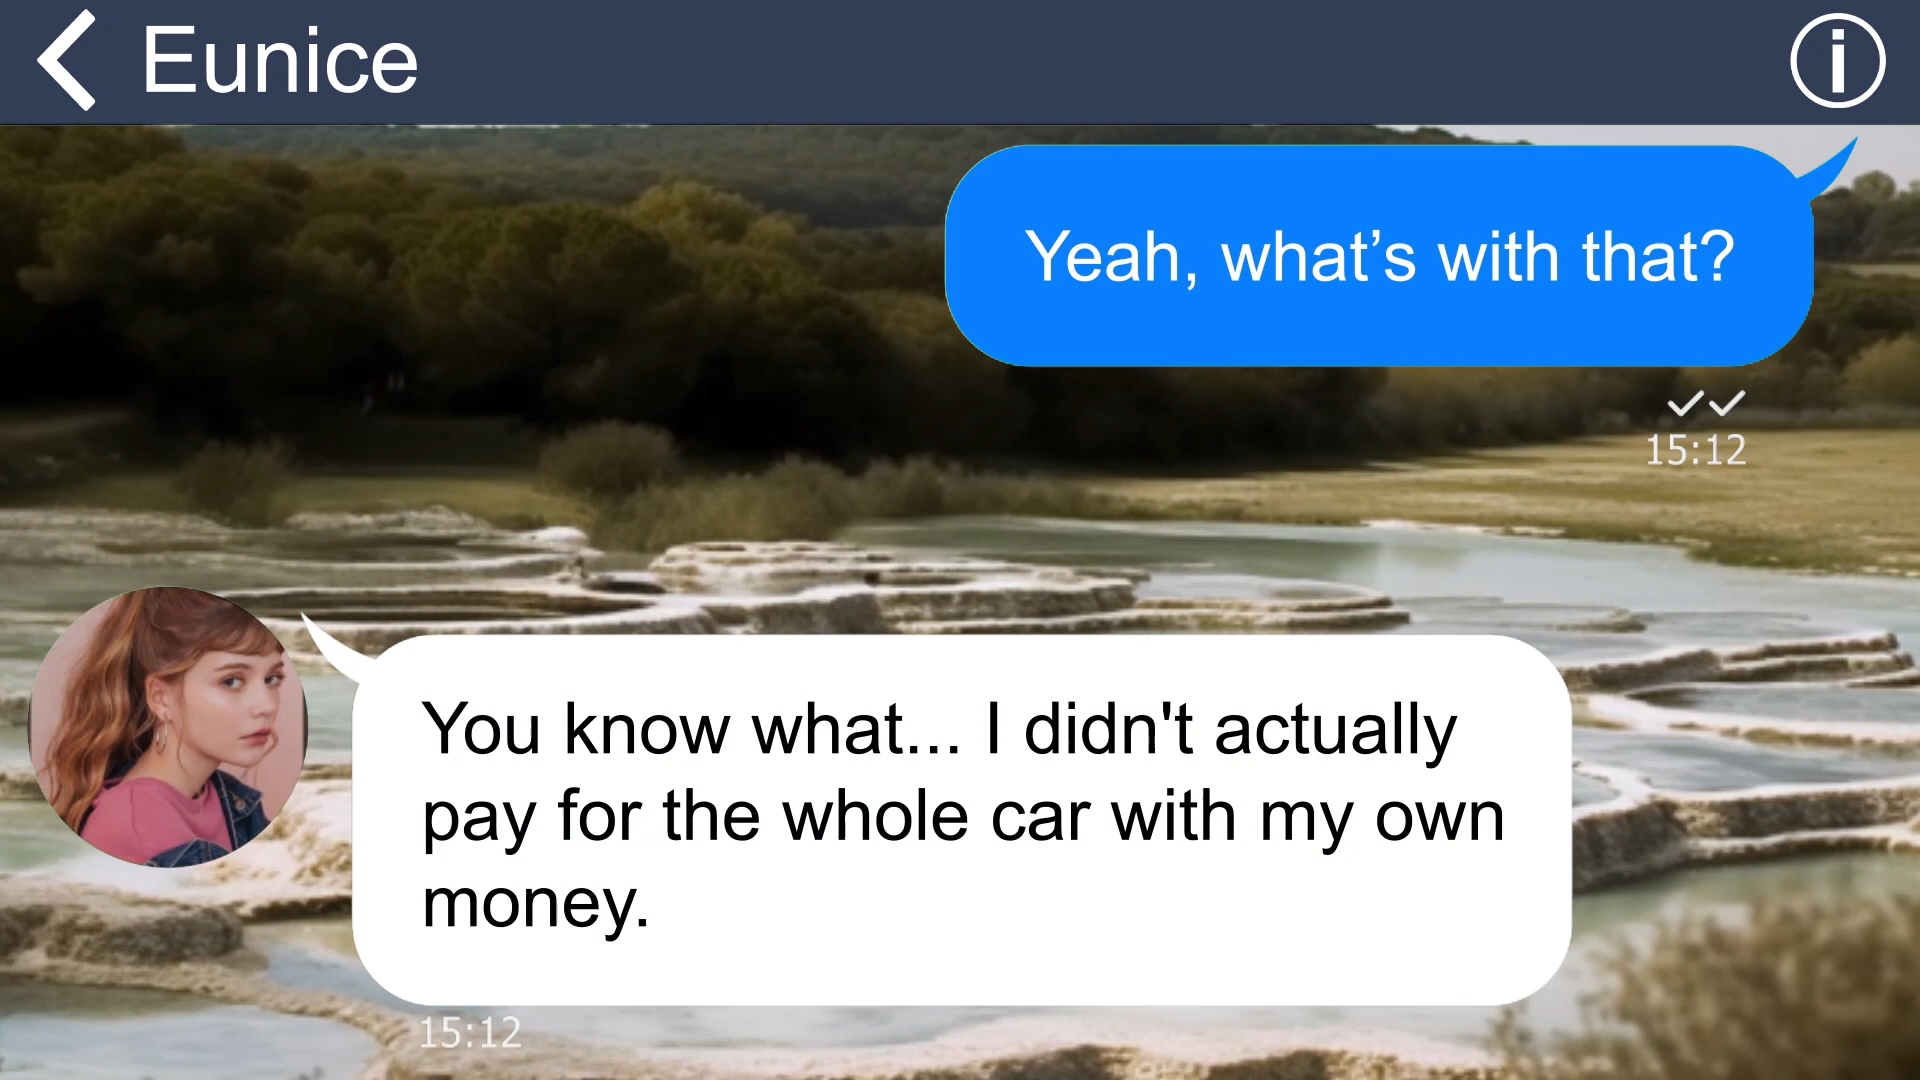 Eunice
Yeah, what’s with that?
15:12
You know what... I didn't actually
pay for the whole car with my own
money.
15:12